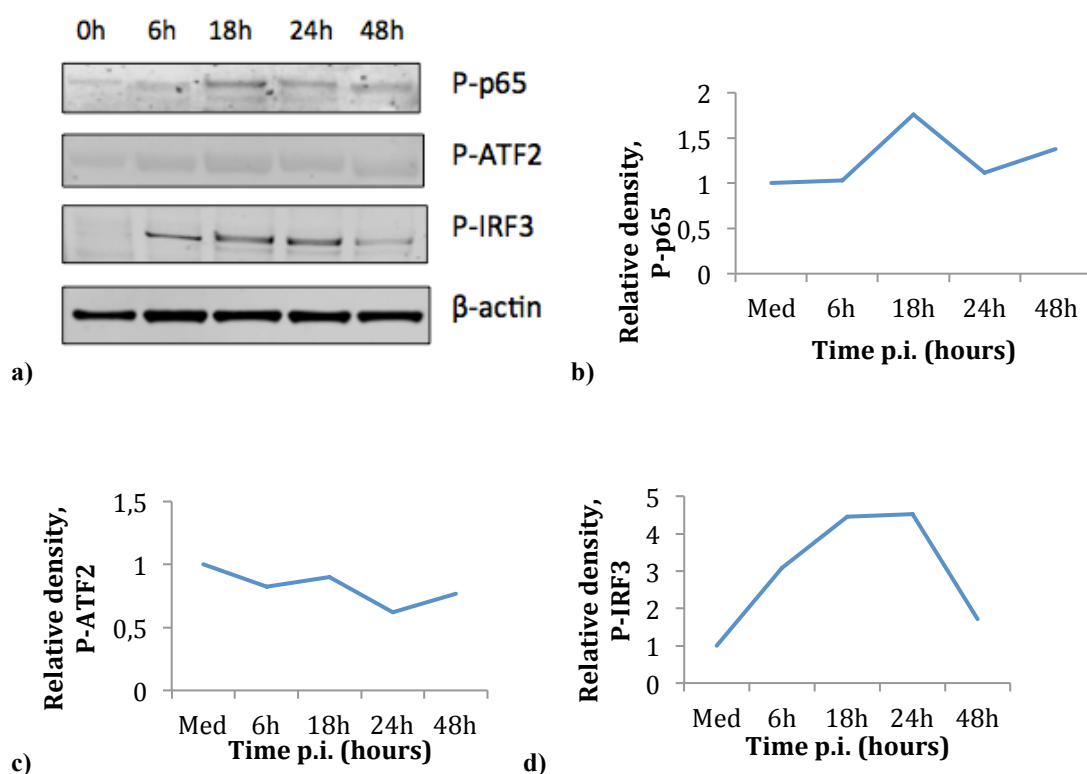 0h 6h 18h 24h 48h
P-p65
P-ATF2
P-IRF3
β-actin
a)
Relative density,
P-p65
2
1,5
1
0,5
0
Med 6h 18h 24h 48h
Time p.i. (hours)
b)
Relative density,
P-ATF2
1,5
1
0,5
0
Med 6h 18h 24h 48h
Time p.i. (hours)
c)
Relative density,
P-IRF3
5
4
3
2
1
0
Med 6h 18h 24h 48h
Time p.i. (hours)
d)